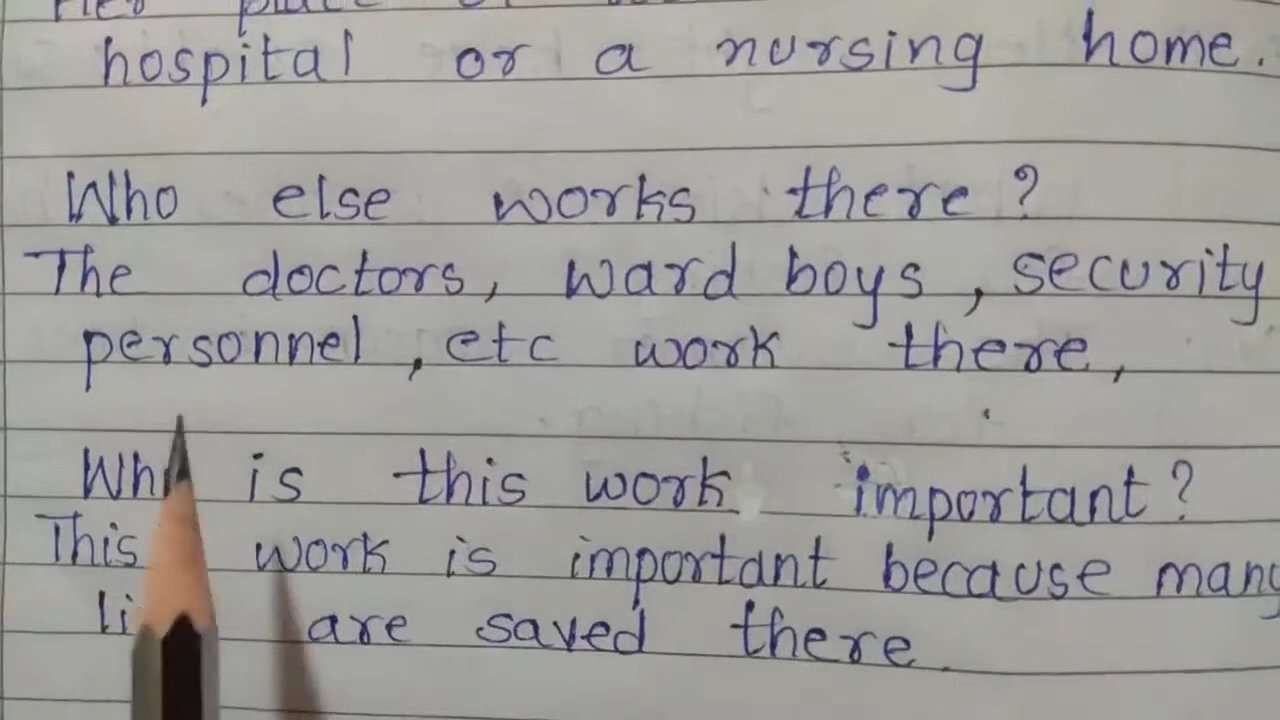 place
hospital or a nursing home.
Who else works there?
The doctors, ward boys, security
personnel, etc work there,
is this work important?
This work is important because many
are saved there.